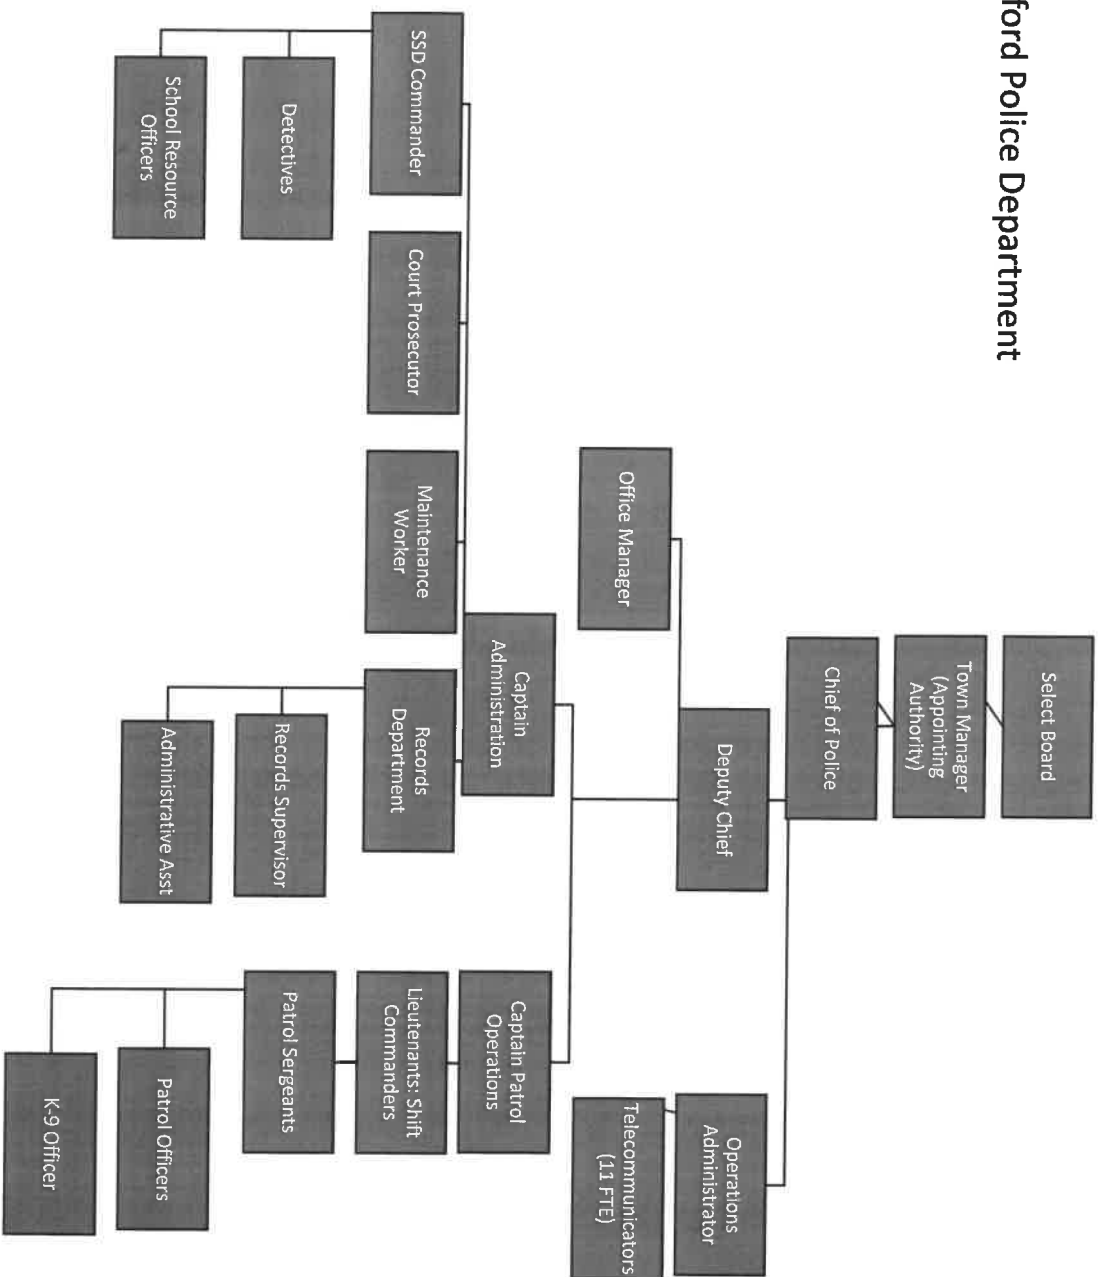 ford Police Department
Select Board
Town Manager
(Appointing
Authority)
Chief of Police
Deputy Chief
Operations
Administrator
Telecommunicators
(11 FTE)
Office Manager
Captain
Administration
Captain Patrol
Operations
SSD Commander
Court Prosecutor
Maintenance
Worker
Records
Department
Lieutenants: Shift
Commanders
Detectives
School Resource
Officers
Records Supervisor
Administrative Asst
Patrol Sergeants
Patrol Officers
K-9 Officer